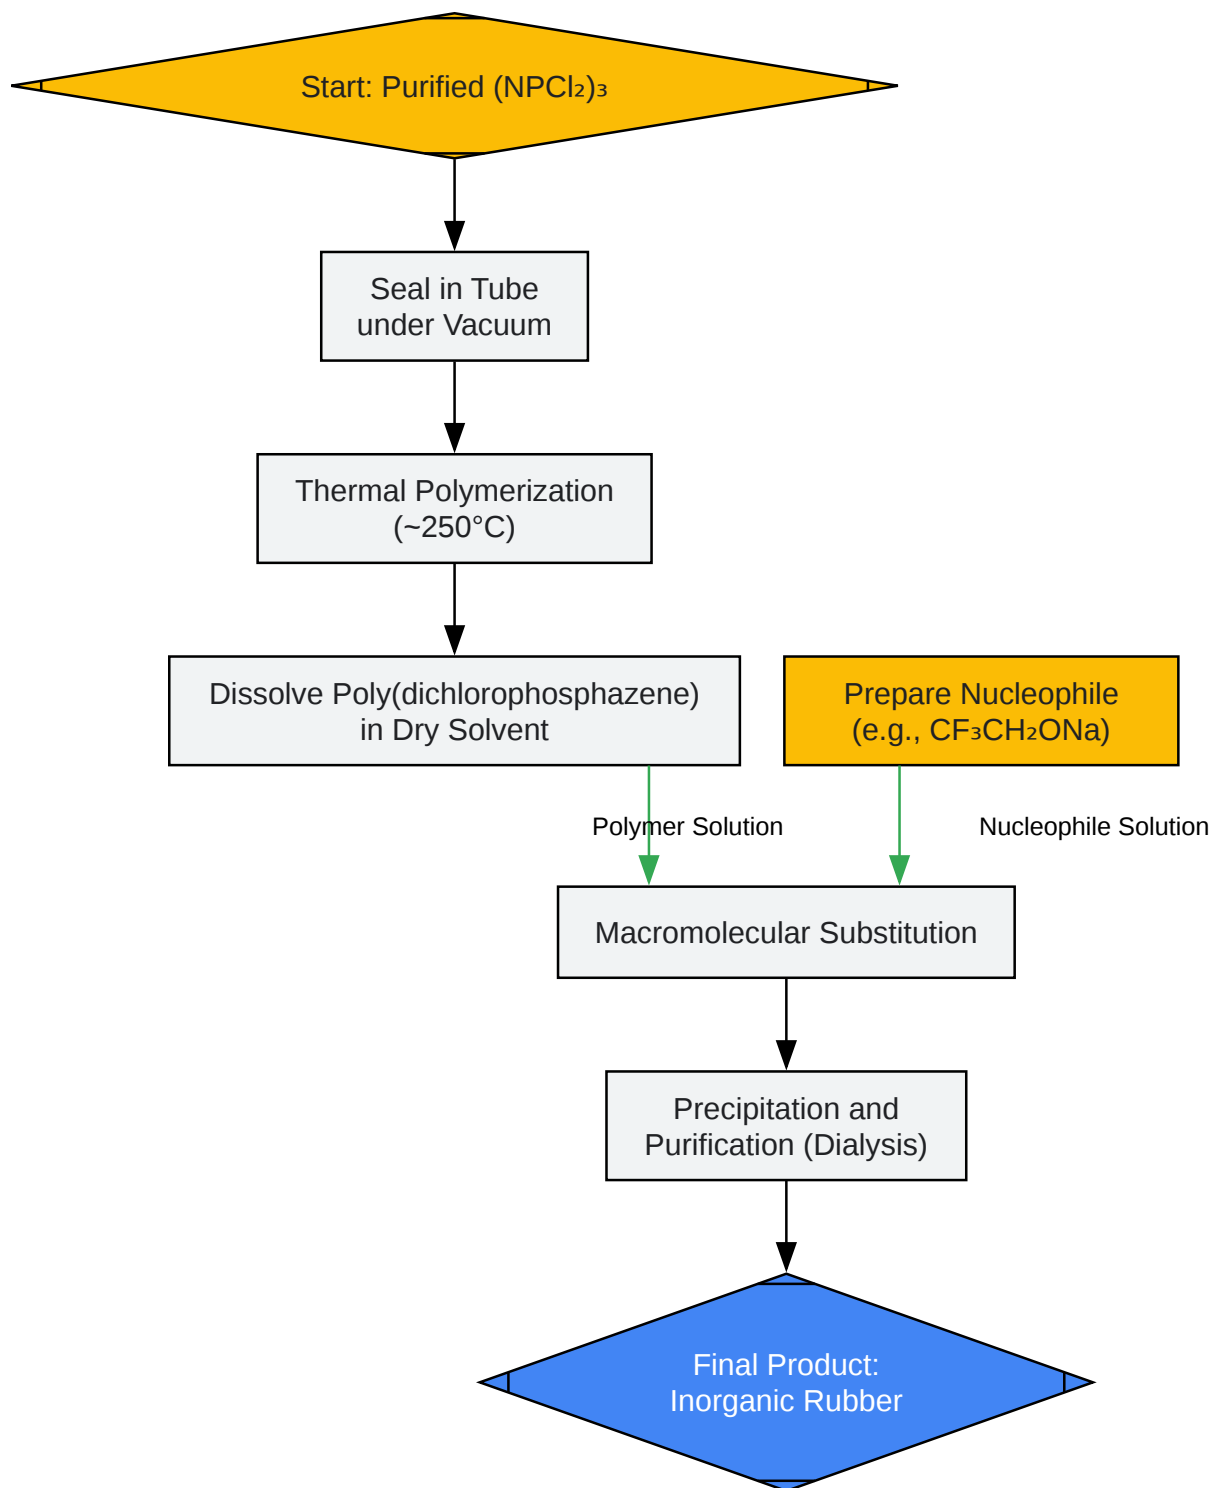 Start: Purified (NPCl₂)₃
Seal in Tube
under Vacuum
Thermal Polymerization
(~250°C)
Dissolve Poly(dichlorophosphazene)
in Dry Solvent
Prepare Nucleophile
(e.g., CF₃CH₂ONa)
Polymer Solution
Nucleophile Solution
Macromolecular Substitution
Precipitation and
Purification (Dialysis)
Final Product:
Inorganic Rubber